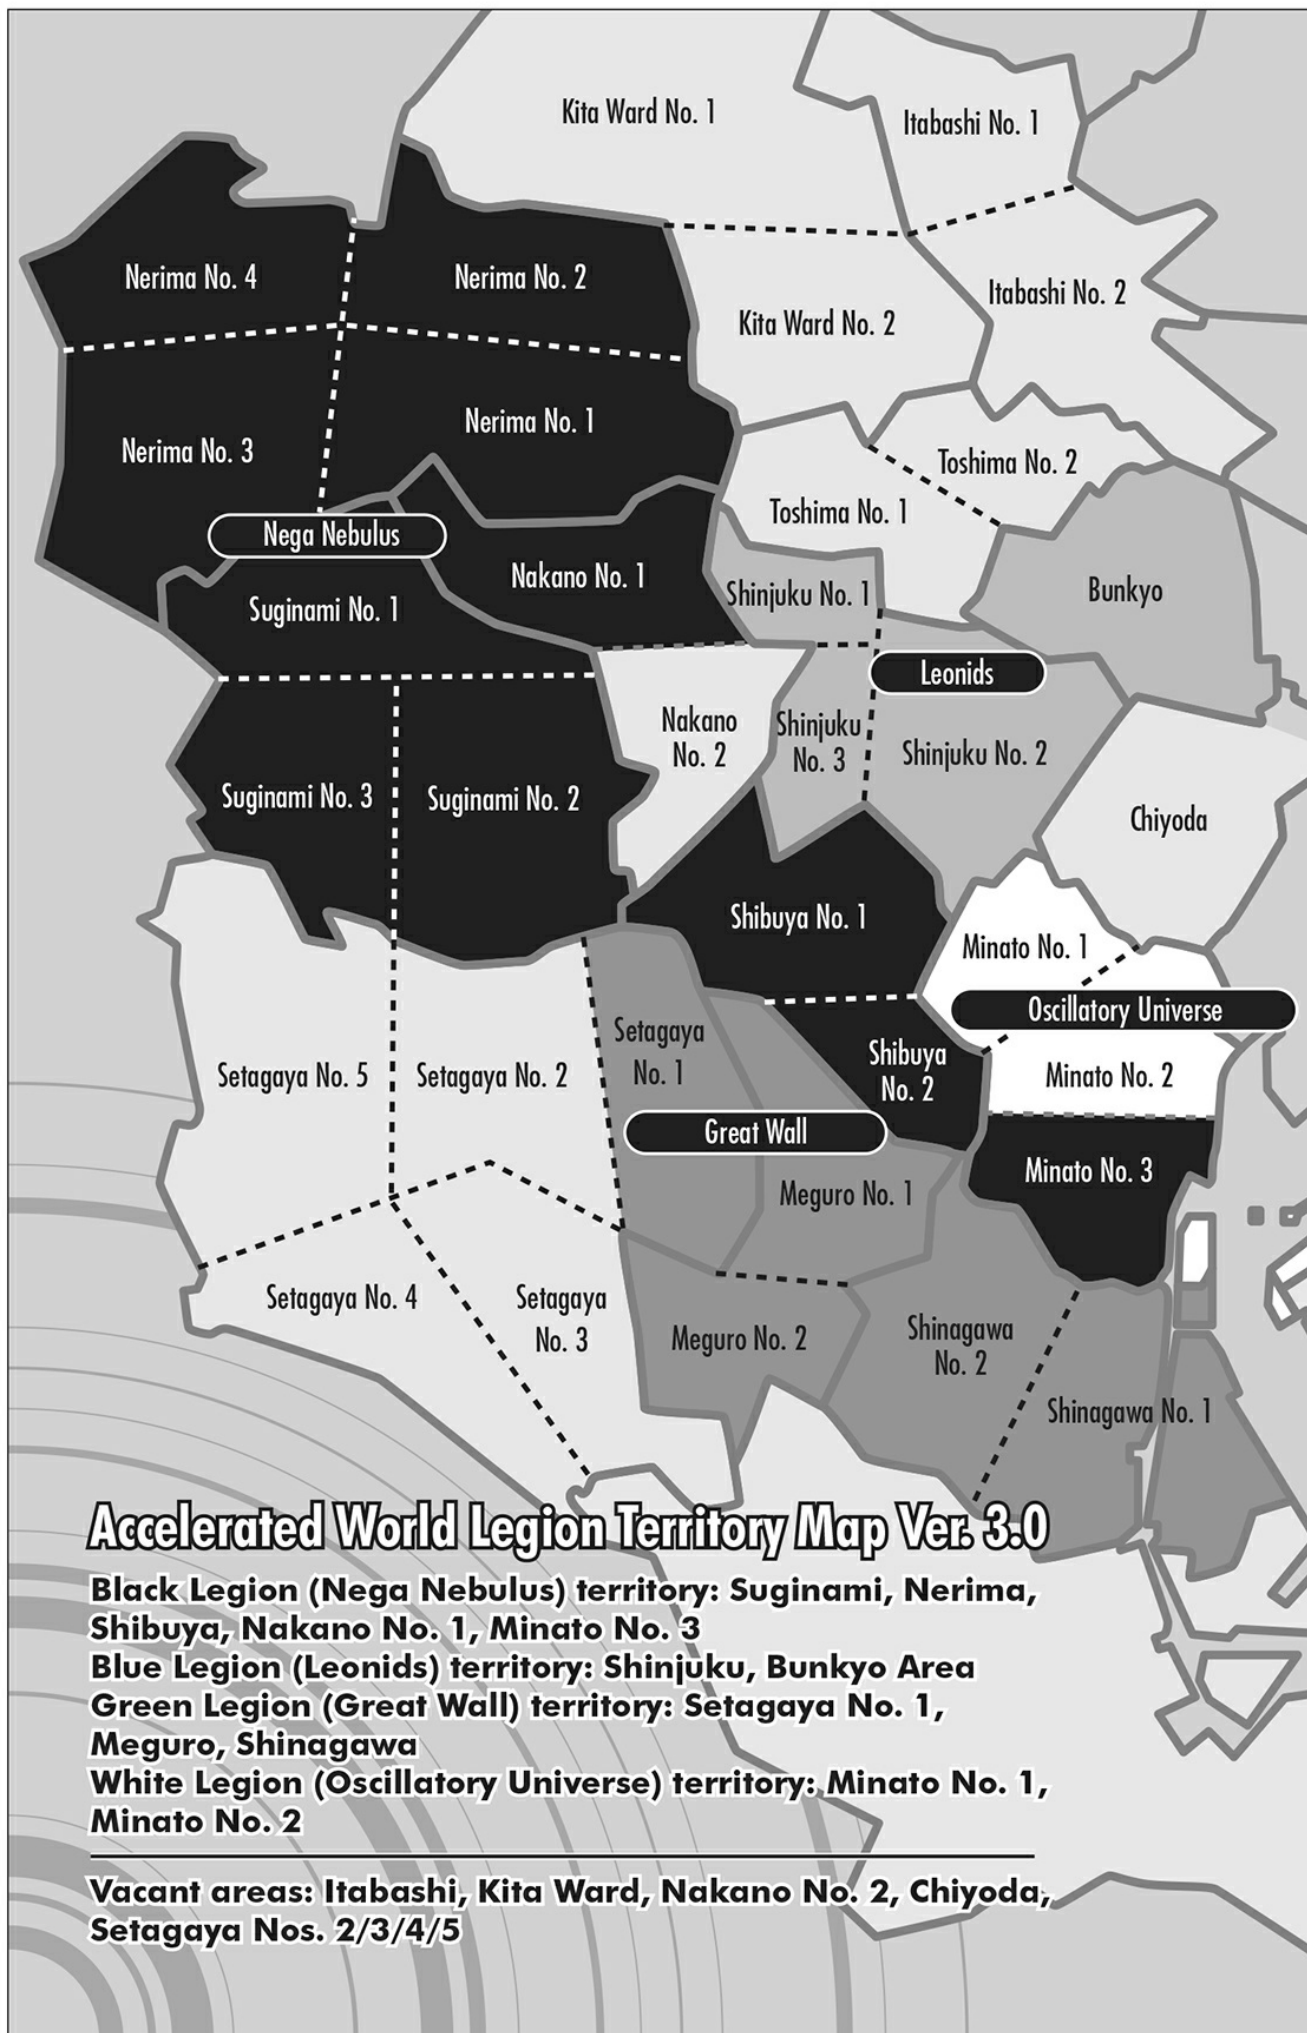 Kita Ward No. 1
Itabashi No. 1
Nerima No. 4
Nerima No. 2
Itabashi No. 2
Kita Ward No. 2
Nerima No. 1
Nerima No. 3
Toshima No. 2
Toshima No. 1
Nega Nebulus
Nakano No. 1
Shinjuku No. 1
Bunkyo
Suginami No. 1
Leonids
Nakano
No. 2
Shinjuku
No. 3
Shinjuku No. 2
Suginami No. 3
Suginami No. 2
Chiyoda
Shibuya No. 1
Minato No. 1
Oscillatory Universe
Setagaya
No. 1
Shibuya
No. 2
Setagaya No. 5
Setagaya No. 2
Minato No. 2
Great Wall
Minato No. 3
Meguro No. 1
Setagaya No. 4
Setagaya
No. 3
Meguro No. 2
Shinagawa
No. 2
Shinagawa No. 1
Accelerated World Legion Territory Map Ver. 3.0
Black Legion (Nega Nebulus) territory: Suginami, Nerima,
Shibuya, Nakano No. 1, Minato No. 3
Blue Legion (Leonids) territory: Shinjuku, Bunkyo Area
Green Legion (Great Wall) territory: Setagaya No. 1,
Meguro, Shinagawa
White Legion (Oscillatory Universe) territory: Minato No. 1,
Minato No. 2
Vacant areas: Itabashi, Kita Ward, Nakano No. 2, Chiyoda,
Setagaya Nos. 2/3/4/5